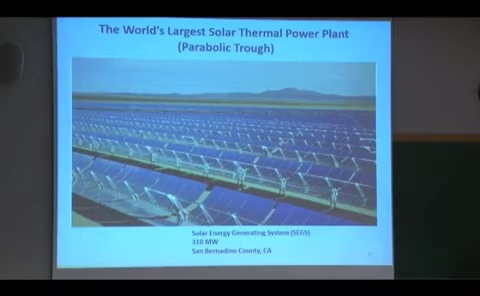 The World's Largest Solar Thermal Power Plant
(Parabolic Trough)
Solar Energy Generating System (SEGS)
310 MW
San Bernadino County, CA